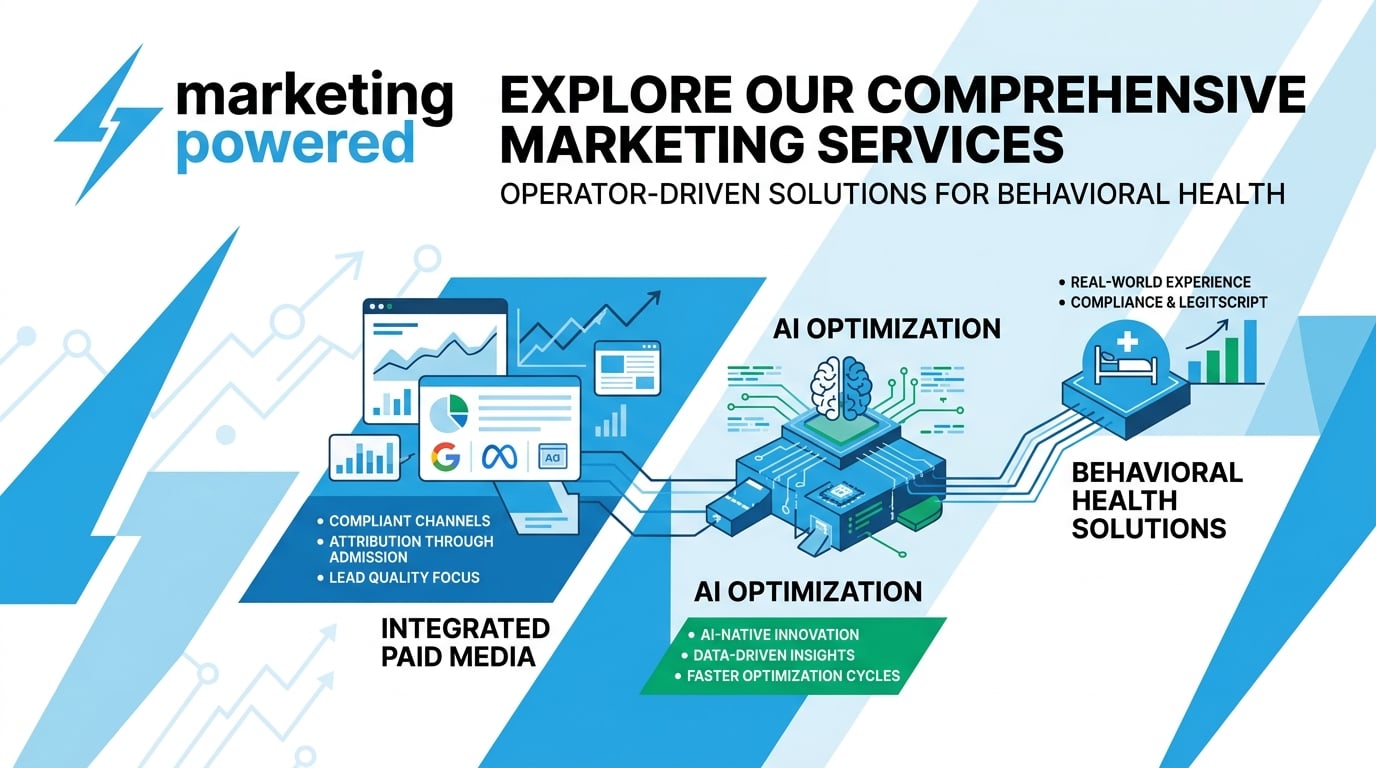 marketing
powered
EXPLORE OUR COMPREHENSIVE
MARKETING SERVICES
OPERATOR-DRIVEN SOLUTIONS FOR BEHAVIORAL HEALTH
Ad
• COMPLIANT CHANNELS
• ATTRIBUTION THROUGH
ADMISSION
• LEAD QUALITY FOCUS
INTEGRATED
PAID MEDIA
AI OPTIMIZATION
AI OPTIMIZATION
• AI-NATIVE INNOVATION
• DATA-DRIVEN INSIGHTS
• FASTER OPTIMIZATION CYCLES
• REAL-WORLD EXPERIENCE
• COMPLIANCE & LEGITSCRIPT
BEHAVIORAL
HEALTH
SOLUTIONS